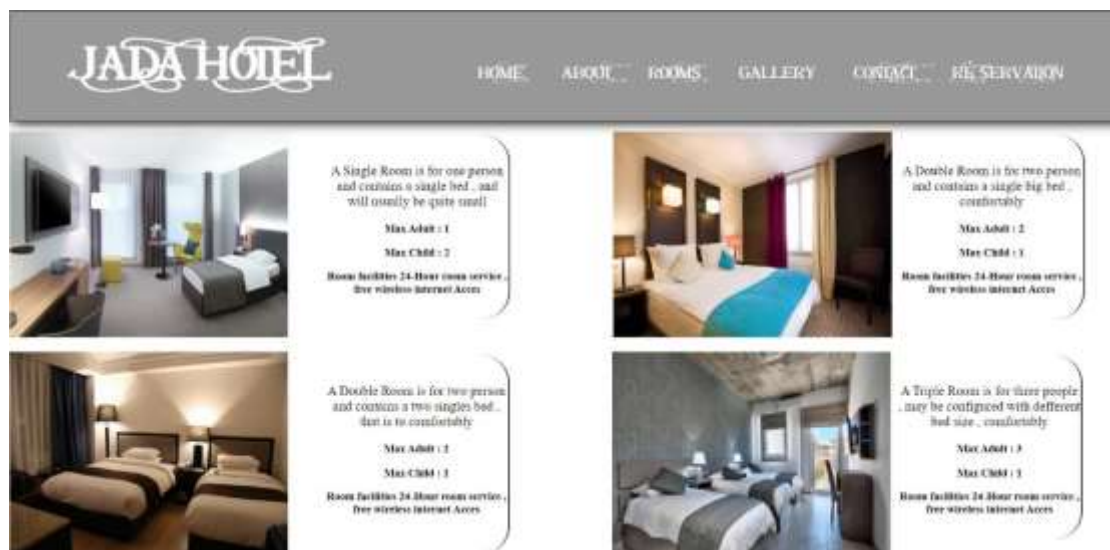 JADA HOTEL
HOME
ABOUT
ROOMS
GALLERY
CONTACT
RESERVATION
A Single Room is for one person
and contains a single bed , and
will usually be quite small
Max Adult : 1
Max Child : 2
Room facilities 24-Hour room service ,
free wireless internet Acces
A Double Room is for two person
and contains a single big bed ,
comfortably
Max Adult : 2
Max Child : 1
Room facilities 24-Hour room service ,
free wireless internet Acces
A Double Room is for two person
and contains a two singles bed ,
that is to comfortably
Max Adult : 2
Max Child :
Room facilities 24-Hour room service ,
free wireless internet Acces
A Triple Room is for three people
, may be configuced with defferent
bed size , comfortably
Max Adult : 3
Max Child :
Room facilities 24-Hour room service ,
free wireless internet Acces